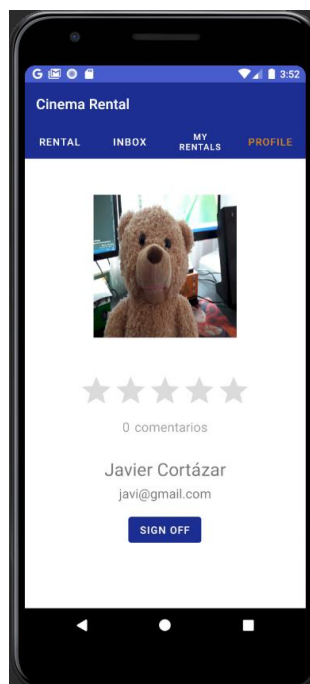 G 3:52
Cinema Rental
RENTAL INBOX MY RENTALS PROFILE
0 comentarios
Javier Cortázar
javi@gmail.com
SIGN OFF